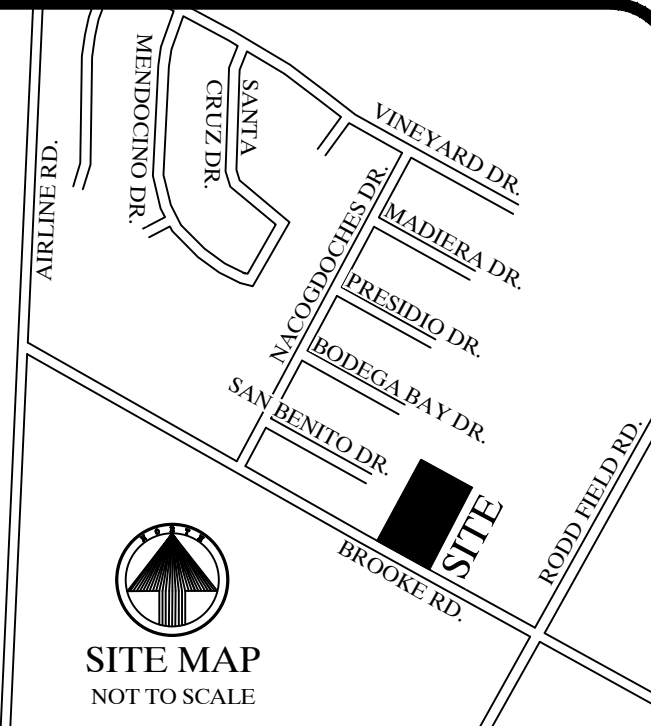 MENDOCINO DR.
SANTA
CRUZ DR.
VINEYARD DR.
AIRLINE RD.
NACOGDOCHES DR.
MADIERA DR.
PRESIDIO DR.
BODEGA BAY DR.
SAN BENITO DR.
RODD FIELD RD.
SITE
BROOKE RD.
NORTH
SITE MAP
NOT TO SCALE